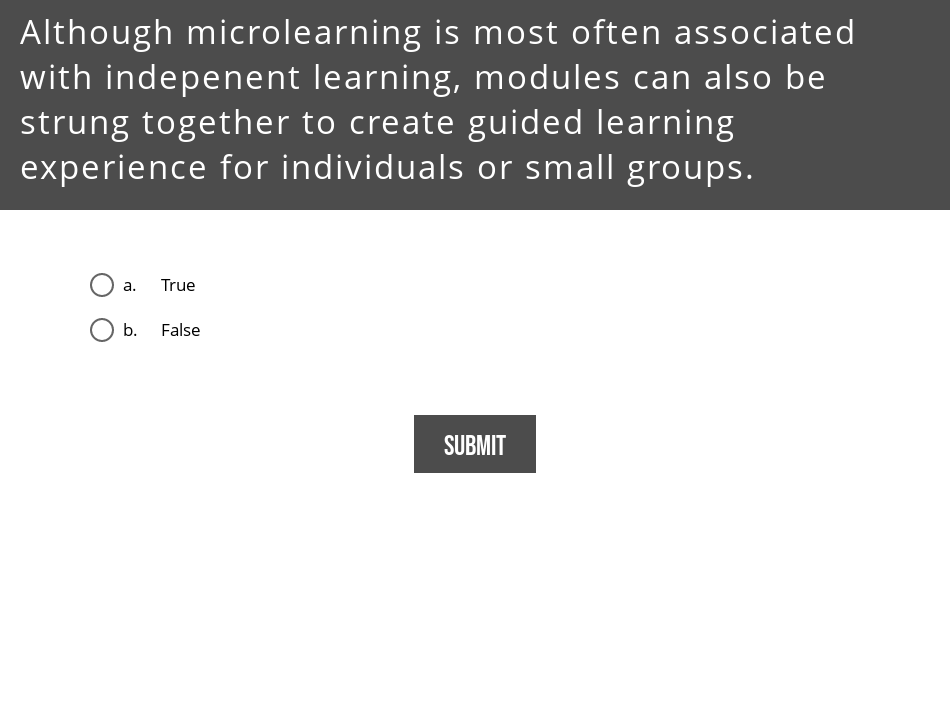 Although microlearning is most often associated
with indepenent learning, modules can also be
strung together to create guided learning
experience for individuals or small groups.
a. True
b. False
SUBMIT